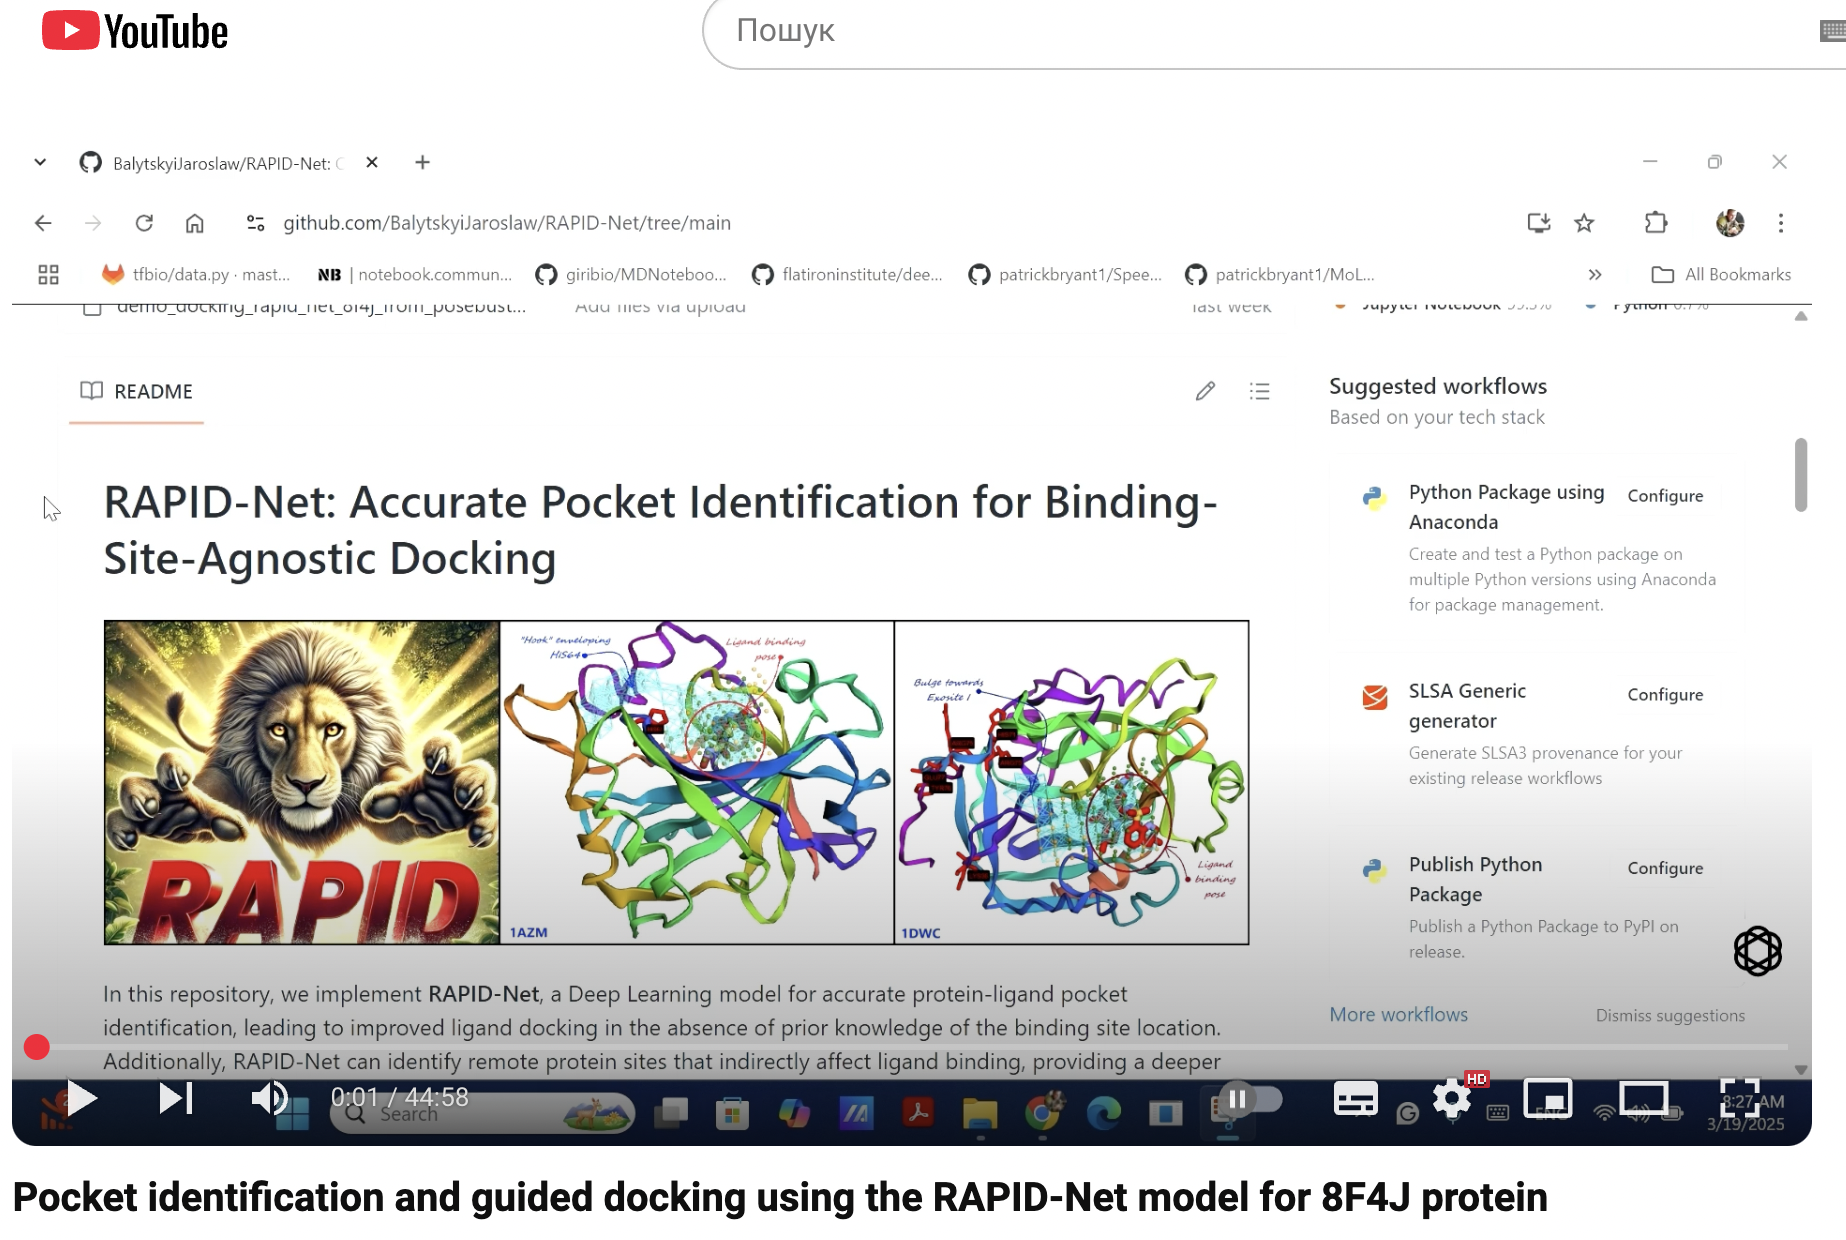 YouTube
Пошук
BalytskyiJaroslaw/RAPID-Net:
github.com/BalytskyiJaroslaw/RAPID-Net/tree/main
tfbio/data.py · mast...
NB | notebook.commun...
giribio/MDNoteboo...
flatironinstitute/dee...
patrickbryant1/Spee...
patrickbryant1/MoL...
All Bookmarks
demo_docking_rapid_net_8f4j_from_posebust...
Add files via upload
last week
Jupyter Notebook
Python
README
Suggested workflows
Based on your tech stack
Python Package using
Anaconda
Configure
Create and test a Python package on
multiple Python versions using Anaconda
for package management.
SLSA Generic
generator
Configure
Generate SLSA3 provenance for your
existing release workflows
Publish Python
Package
Configure
Publish a Python Package to PyPI on
release.
More workflows
Dismiss suggestions
RAPID-Net: Accurate Pocket Identification for Binding-
Site-Agnostic Docking
RAPID
"Hook" enveloping
HiS64
Ligand binding
pose
1AZM
Bulge towards
Exosite I
Ligand
binding
pose
1DWC
In this repository, we implement RAPID-Net, a Deep Learning model for accurate protein-ligand pocket
identification, leading to improved ligand docking in the absence of prior knowledge of the binding site location.
Additionally, RAPID-Net can identify remote protein sites that indirectly affect ligand binding, providing a deeper
0:01 / 44:58
Search
HD
ENG
8:27 AM
3/19/2025
Pocket identification and guided docking using the RAPID-Net model for 8F4J protein